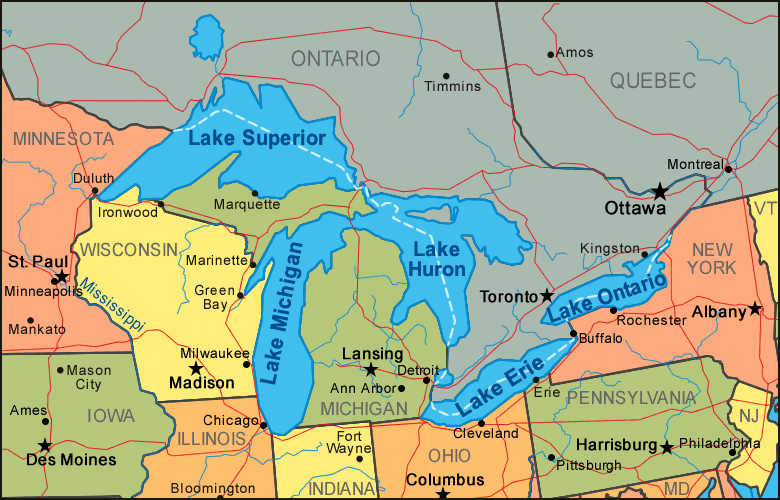 ONTARIO
Amos
QUEBEC
Timmins
MINNESOTA
Lake Superior
Montreal
Duluth
Marquette
Ironwood
Ottawa
VT
WISCONSIN
Marinette
Lake
Huron
Kingston
NEW
YORK
St. Paul
Minneapolis
Mississippi
Green
Bay
Lake Michigan
Toronto
Lake Ontario
Rochester
Albany
Mankato
Buffalo
Milwaukee
Madison
Lansing
Detroit
Ann Arbor
Lake Erie
Erie
Mason
City
MICHIGAN
PENNSYLVANIA
Ames
IOWA
Chicago
ILLINOIS
Fort
Wayne
Cleveland
NJ
Des Moines
OHIO
Harrisburg
Philadelphia
Pittsburgh
Bloomington
INDIANA
Columbus
MD